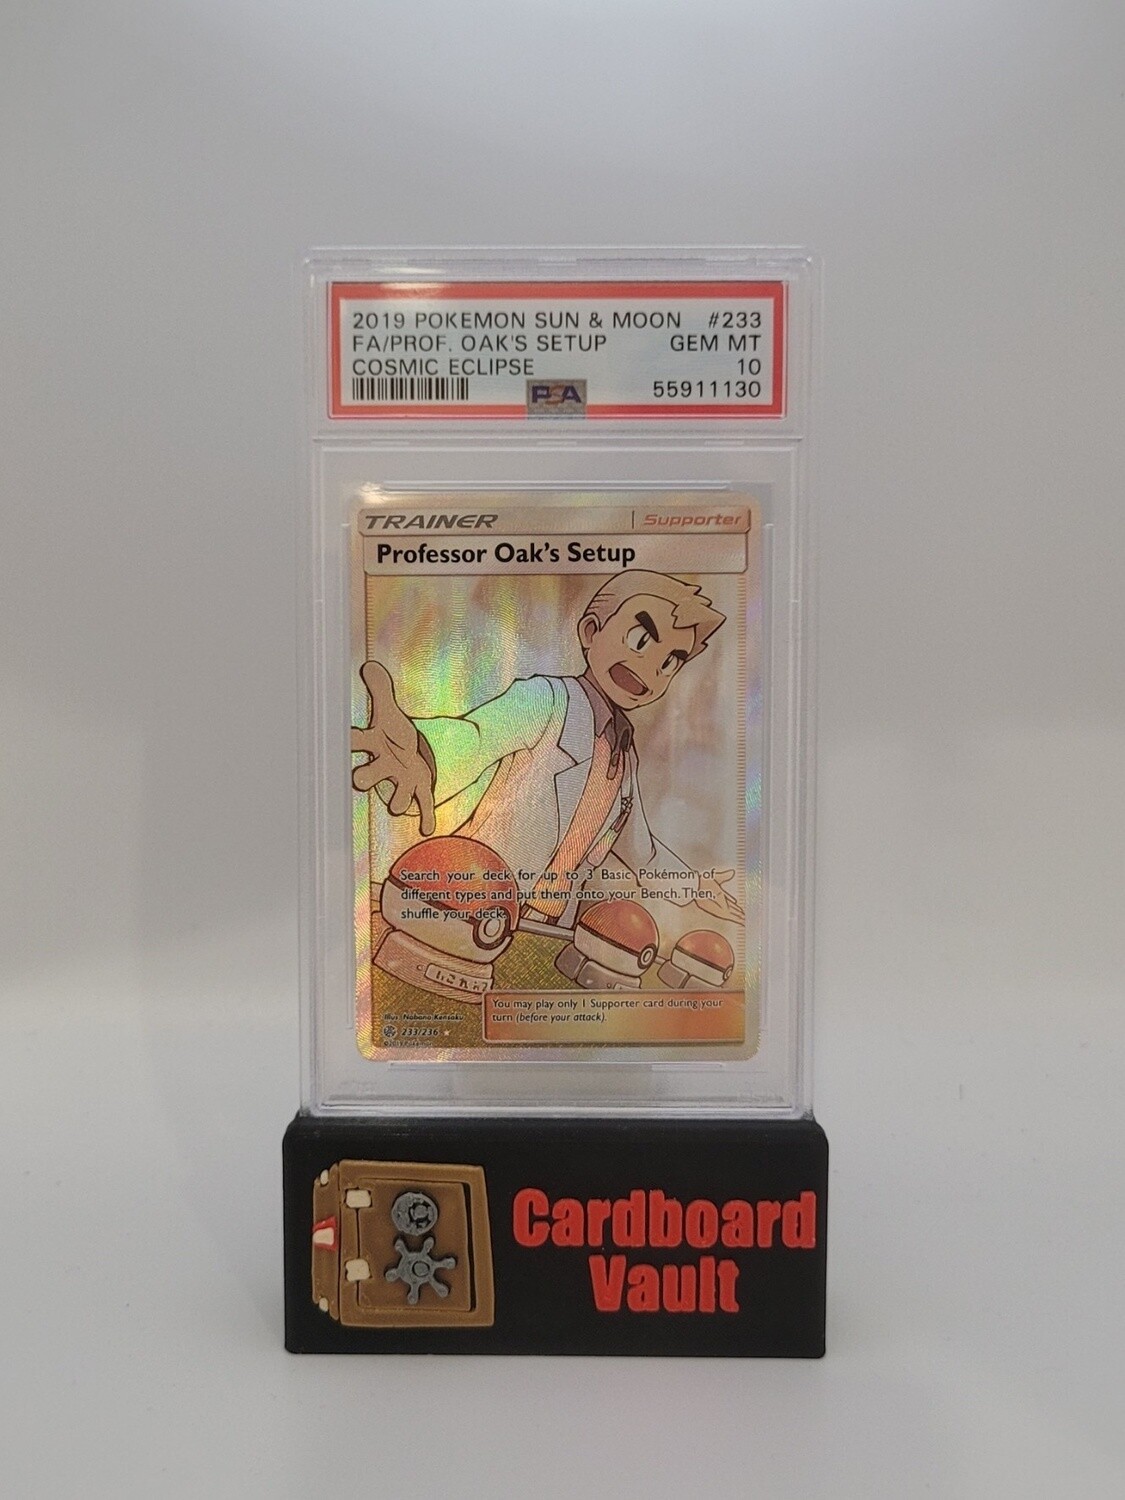 2019 POKEMON SUN & MOON #233
FA/PROF. OAK'S SETUP GEM MT
COSMIC ECLIPSE 10
PSA 55911130
TRAINER Supporter
Professor Oak's Setup
Search your deck for up to 3 Basic Pokémon of
different types and put them onto your Bench. Then,
shuffle your deck.
You may play only 1 Supporter card during your
turn (before your attack).
Illus. Nobono Kensaku
233/236
Cardboard
Vault